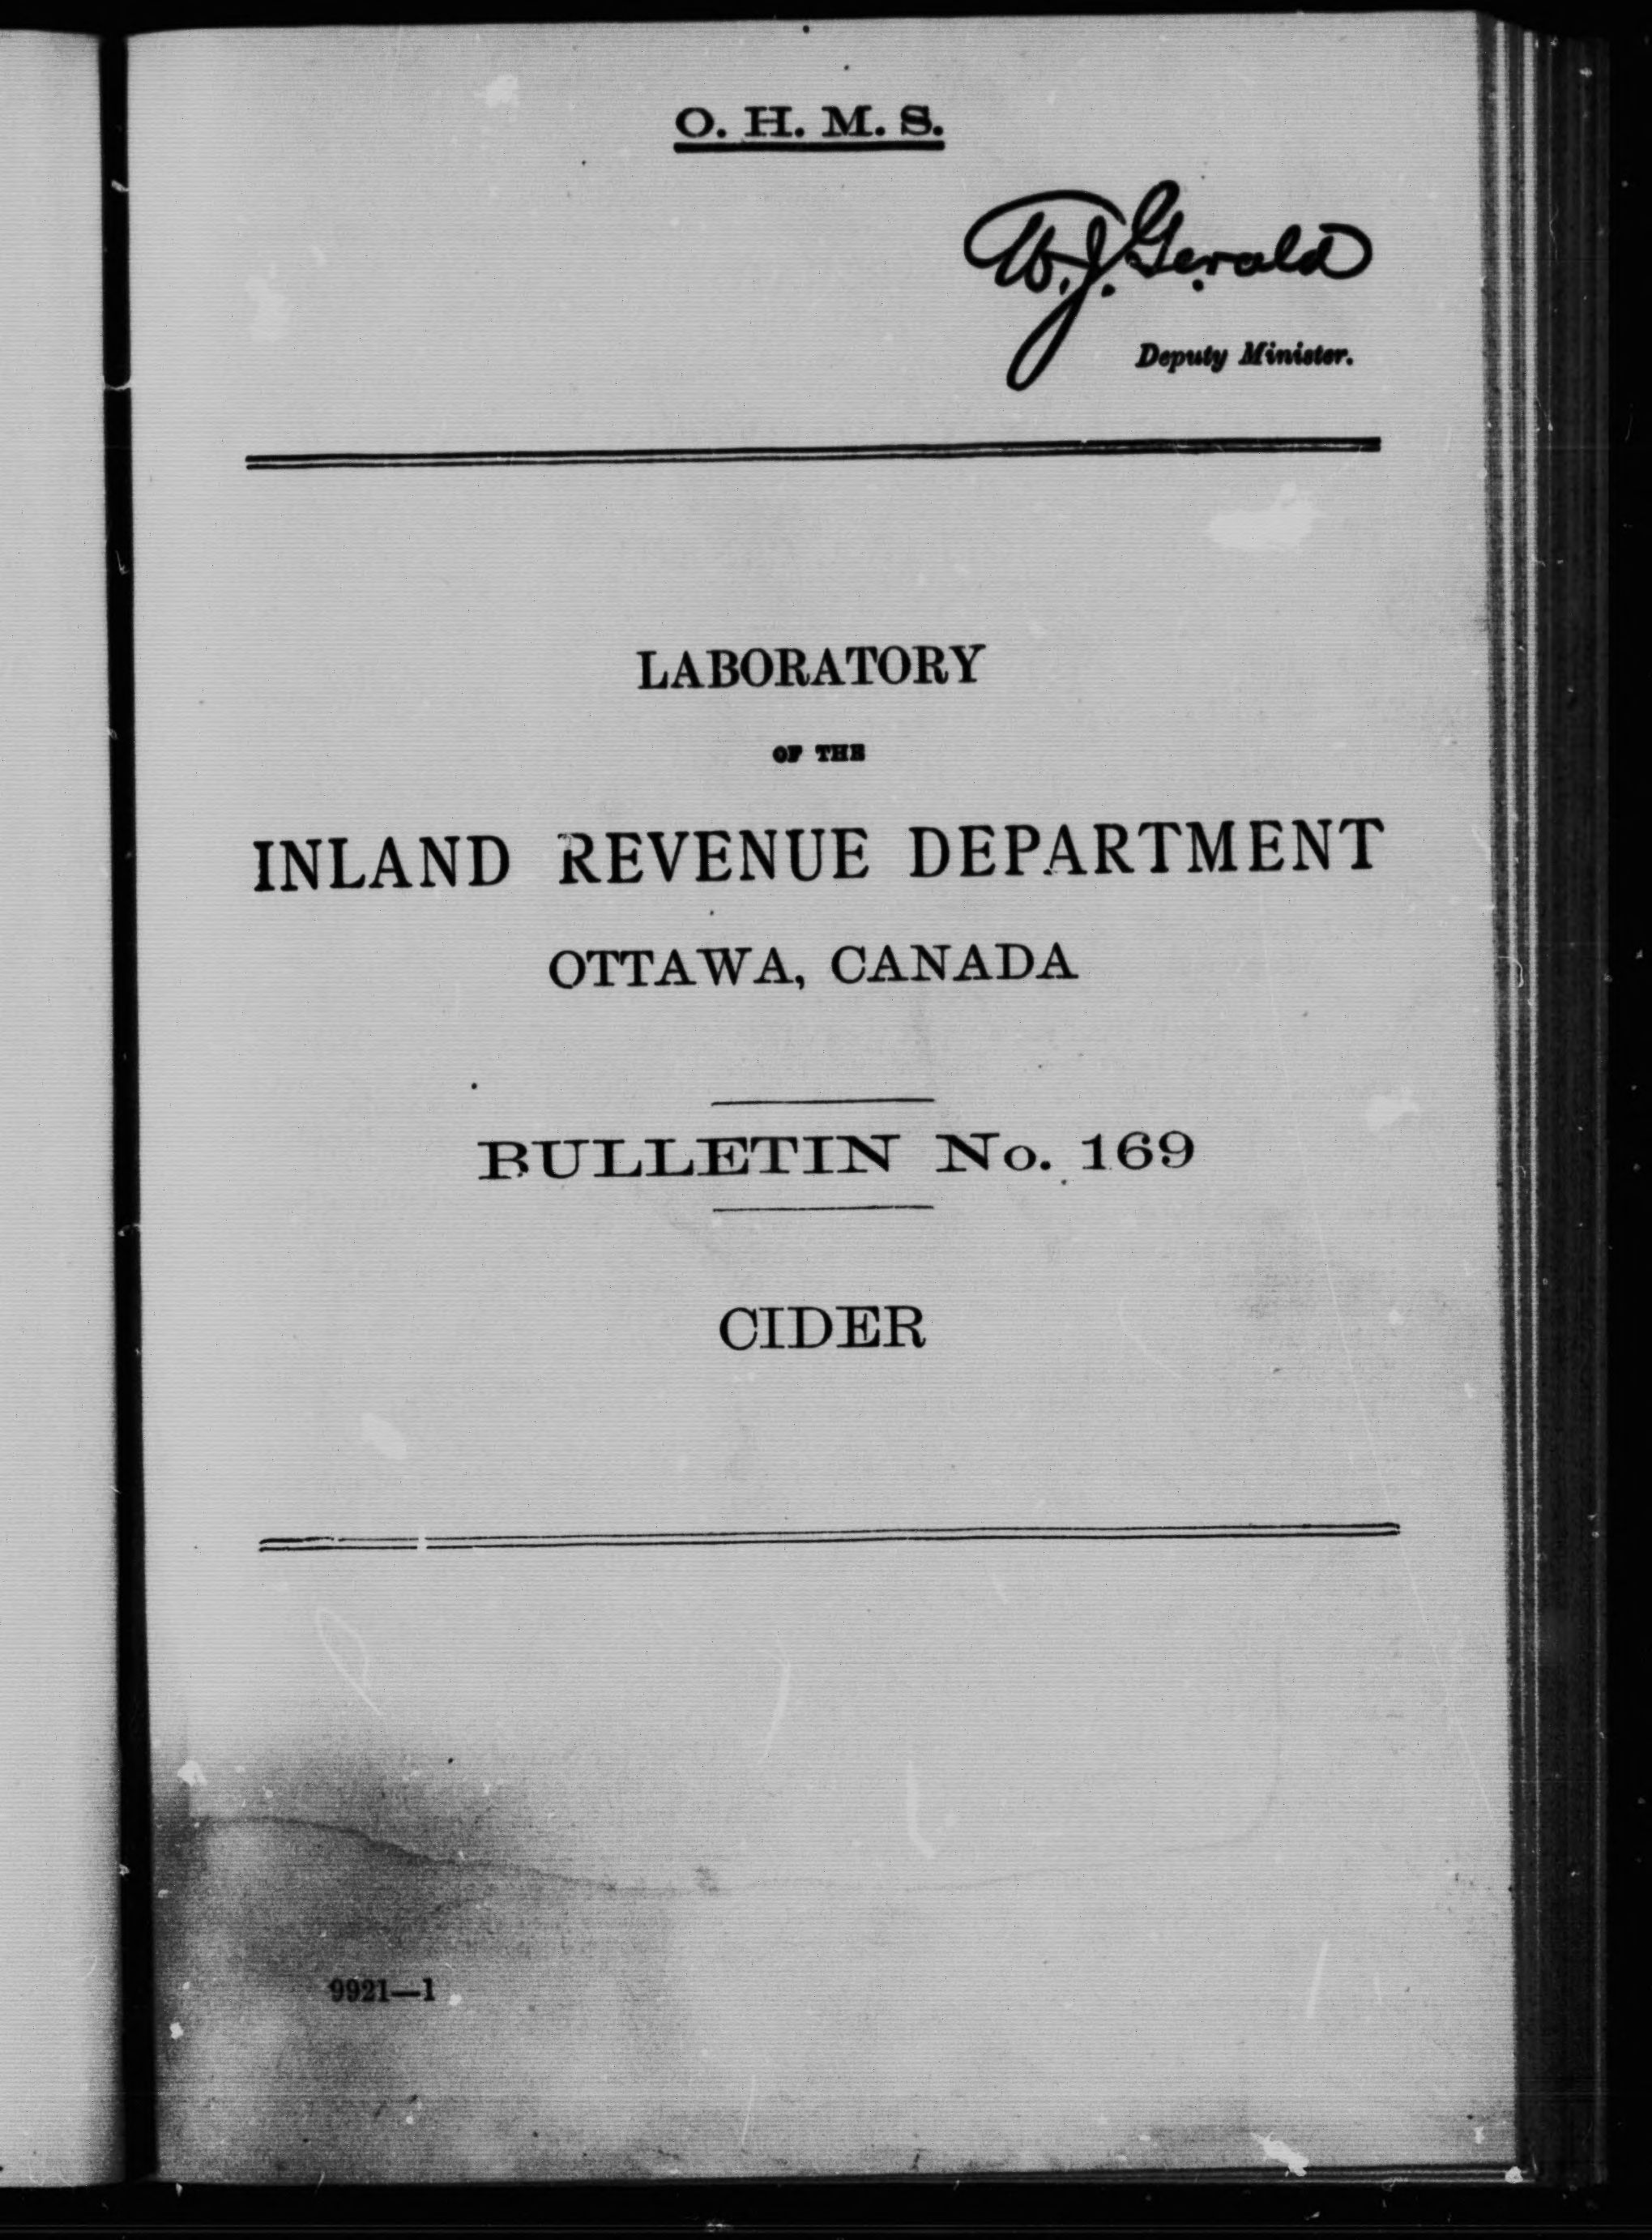 O. H. M. S.
W. J. Gerald
Deputy Minister.
LABORATORY
OF THE
INLAND REVENUE DEPARTMENT
OTTAWA, CANADA
BULLETIN No. 169
CIDER
9921—1